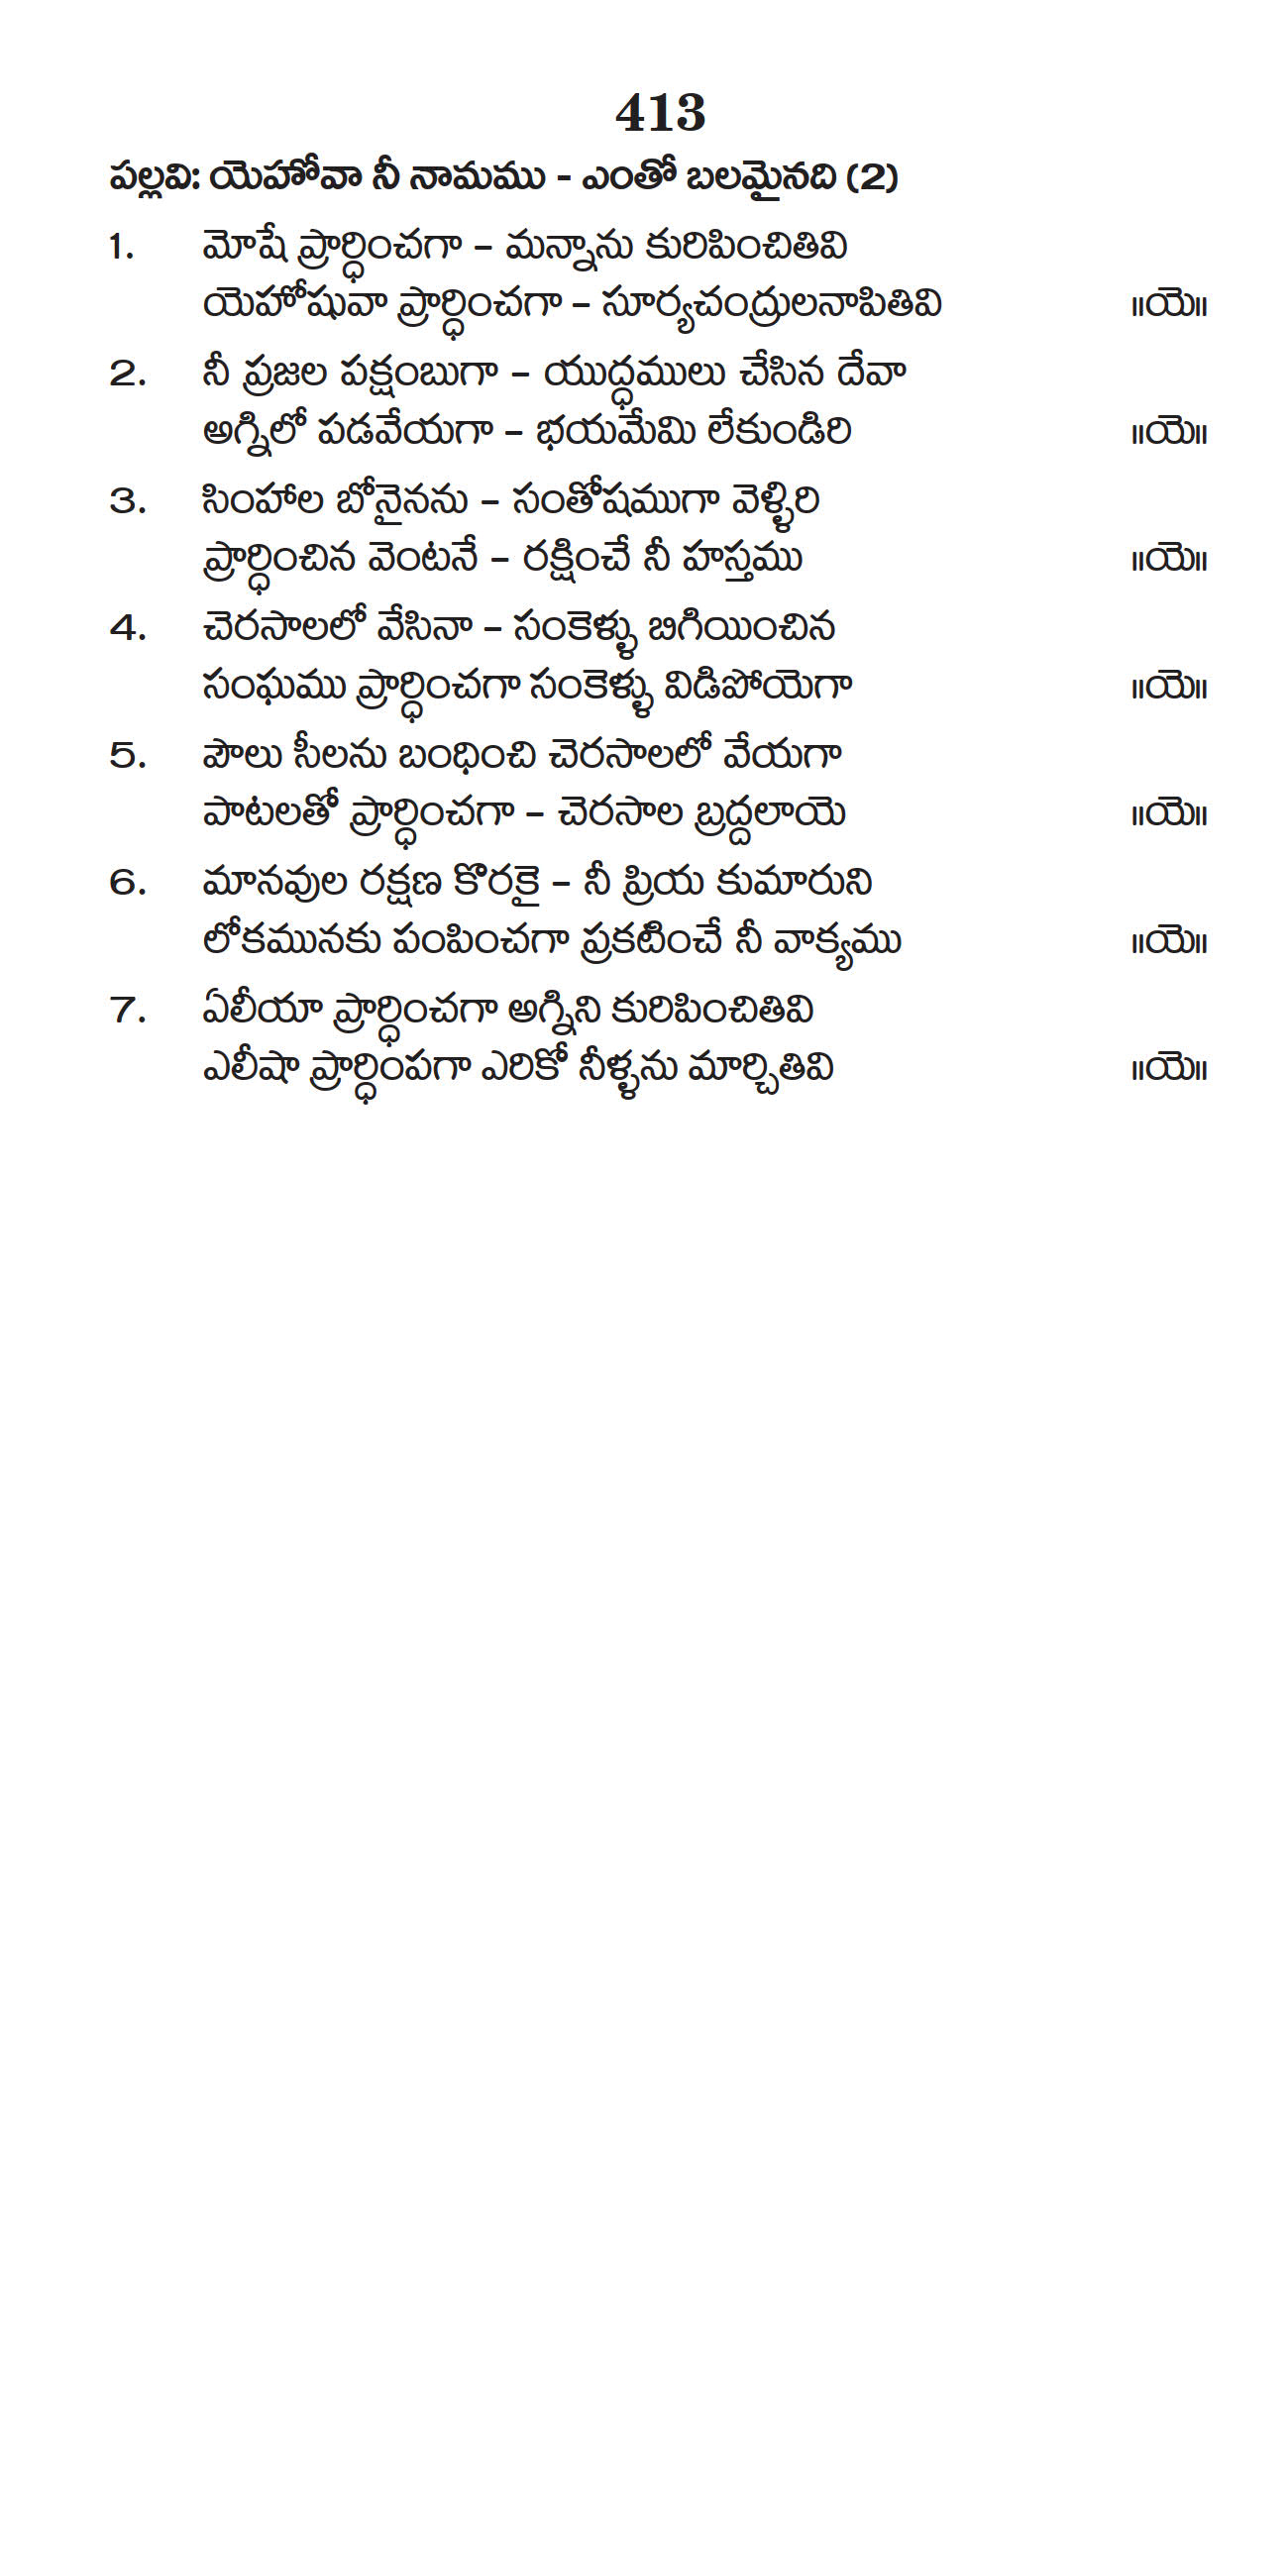 413
పల్లవి: యెహోవా నీ నామము - ఎంతో బలమైనది (2)
1. మోషే ప్రార్ధించగా – మన్నాను కురిపించితివి
యెహోషువా ప్రార్ధించగా – సూర్యచంద్రులనాపితివి ॥యె॥
2. నీ ప్రజల పక్షంబుగా – యుద్ధములు చేసిన దేవా
అగ్నిలో పడవేయగా – భయమేమి లేకుండిరి ॥యె॥
3. సింహాల బోనైనను – సంతోషముగా వెళ్ళిరి
ప్రార్ధించిన వెంటనే – రక్షించే నీ హస్తము ॥యె॥
4. చెరసాలలో వేసినా – సంకెళ్ళు బిగియించిన
సంఘము ప్రార్ధించగా సంకెళ్ళు విడిపోయెగా ॥యె॥
5. పౌలు సీలను బంధించి చెరసాలలో వేయగా
పాటలతో ప్రార్ధించగా – చెరసాల బ్రద్దలాయె ॥యె॥
6. మానవుల రక్షణ కొరకై – నీ ప్రియ కుమారుని
లోకమునకు పంపించగా ప్రకటించే నీ వాక్యము ॥యె॥
7. ఏలీయా ప్రార్ధించగా అగ్నిని కురిపించితివి
ఎలీషా ప్రార్ధింపగా ఎరికో నీళ్ళను మార్చితివి ॥యె॥